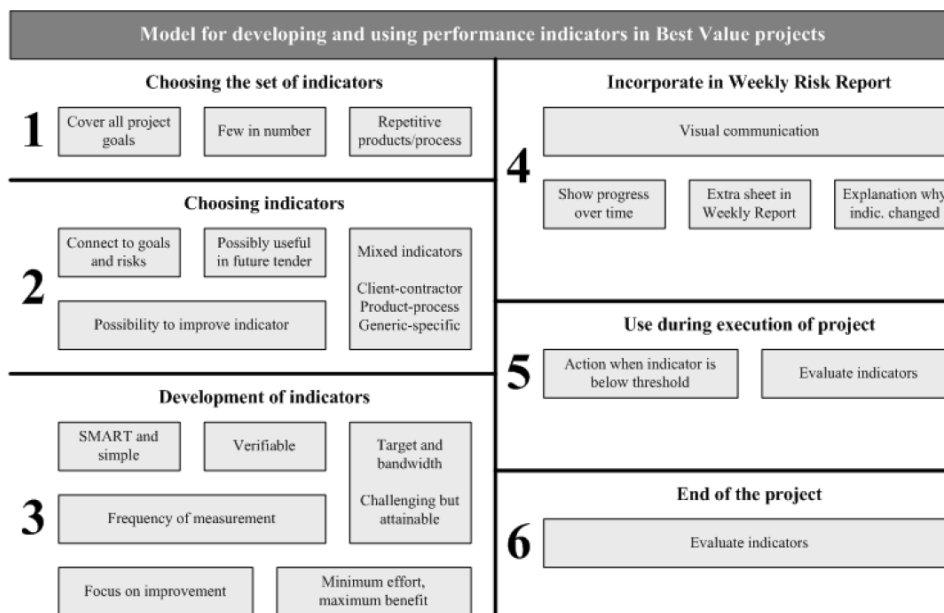 Model for developing and using performance indicators in Best Value projects
Choosing the set of indicators
1
Cover all project
goals
Few in number
Repetitive
products/process
Choosing indicators
2
Connect to goals
and risks
Possibly useful
in future tender
Mixed indicators
Client-contractor
Product-process
Generic-specific
Possibility to improve indicator
Development of indicators
3
SMART and
simple
Verifiable
Target and
bandwidth
Challenging but
attainable
Frequency of measurement
Focus on improvement
Minimum effort,
maximum benefit
Incorporate in Weekly Risk Report
4
Visual communication
Show progress
over time
Extra sheet in
Weekly Report
Explanation why
indic. changed
Use during execution of project
5
Action when indicator is
below threshold
Evaluate indicators
End of the project
6
Evaluate indicators